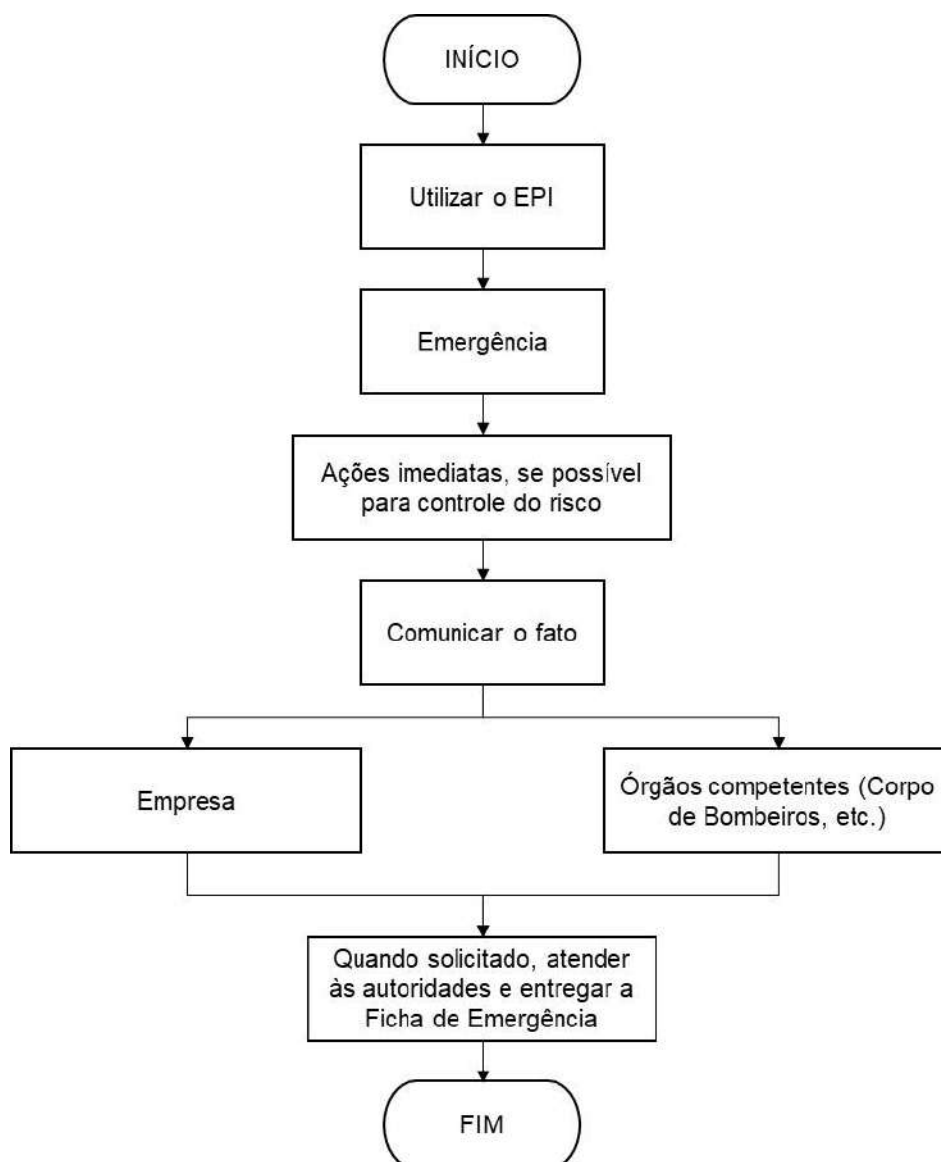 INÍCIO
Utilizar o EPI
Emergência
Ações imediatas, se possível
para controle do risco
Comunicar o fato
Empresa
Órgãos competentes (Corpo
de Bombeiros, etc.)
Quando solicitado, atender
às autoridades e entregar a
Ficha de Emergência
FIM